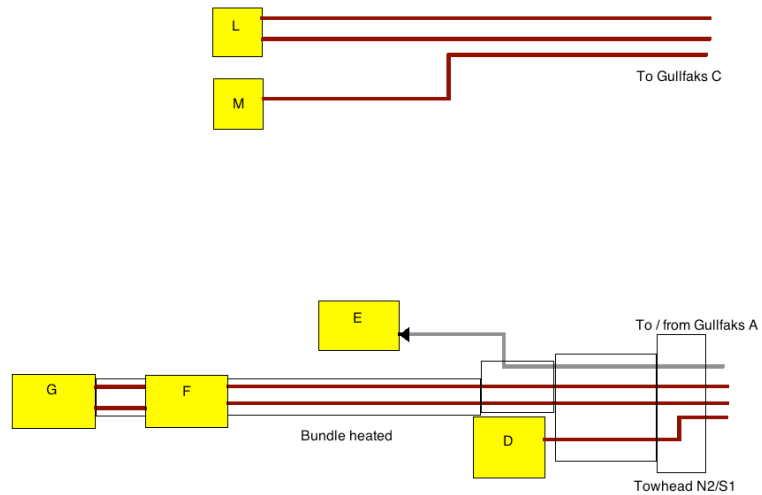 L
M
To Gullfaks C
E
To / from Gullfaks A
G
F
D
Bundle heated
Towhead N2/S1